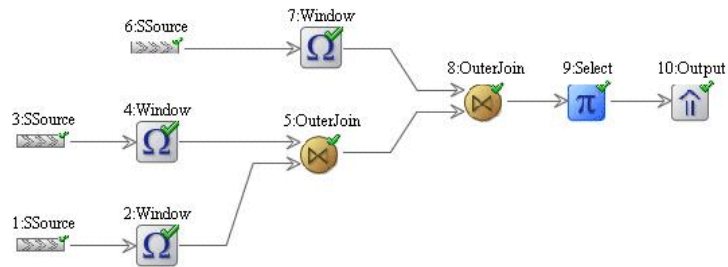 6:SSource
7:Window
8:OuterJoin
9:Select
10:Output
3:SSource
4:Window
5:OuterJoin
1:SSource
2:Window
Ω
Ω
Ω
π